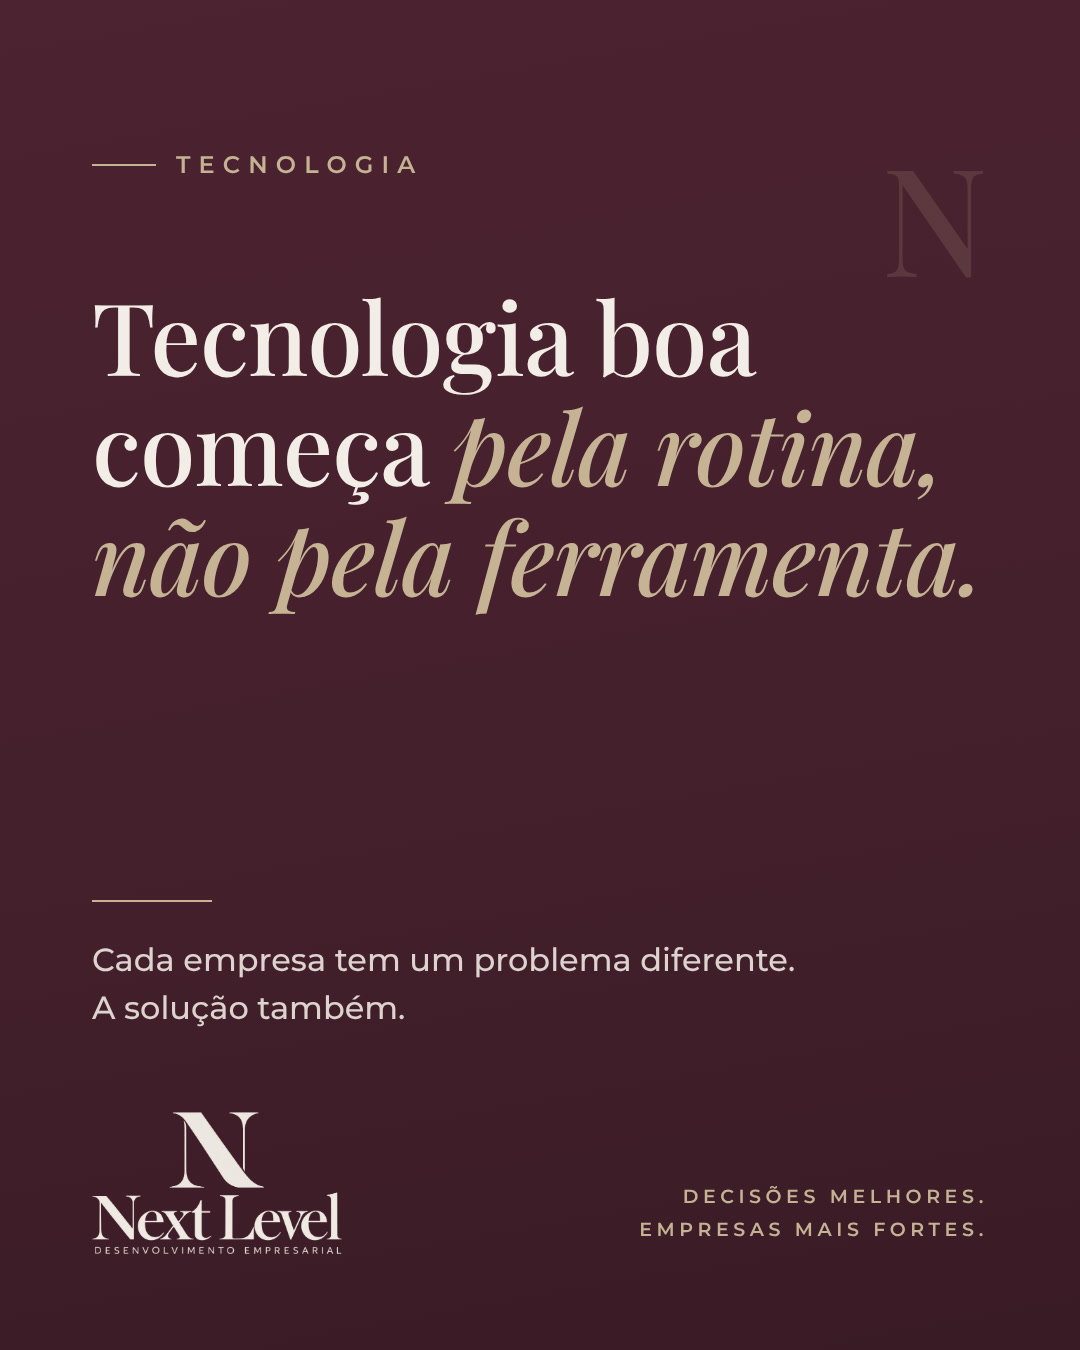 TECNOLOGIA
N
Tecnologia boa
começa pela rotina,
não pela ferramenta.
Cada empresa tem um problema diferente.
A solução também.
N
Next Level
DESENVOLVIMENTO EMPRESARIAL
DECISÕES MELHORES.
EMPRESAS MAIS FORTES.